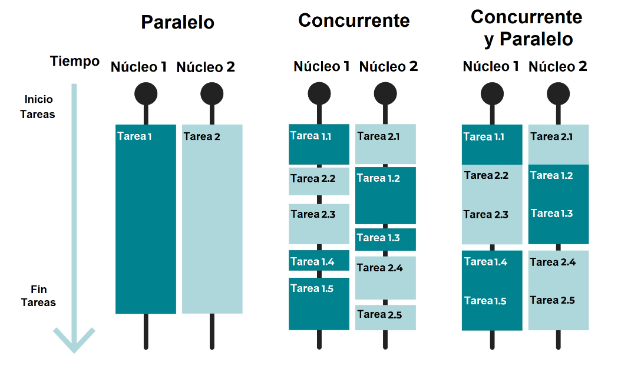 Paralelo
Concurrente
Concurrente
y Paralelo
Tiempo
Núcleo 1
Núcleo 2
Núcleo 1
Núcleo 2
Núcleo 1
Núcleo 2
Inicio
Tareas
Tarea 1
Tarea 2
Tarea 1.1
Tarea 2.1
Tarea 1.1
Tarea 2.1
Tarea 2.2
Tarea 1.2
Tarea 2.2
Tarea 1.2
Tarea 2.3
Tarea 1.3
Tarea 2.3
Tarea 1.3
Tarea 1.4
Tarea 2.4
Tarea 1.4
Tarea 2.4
Tarea 1.5
Tarea 2.5
Tarea 1.5
Tarea 2.5
Fin
Tareas